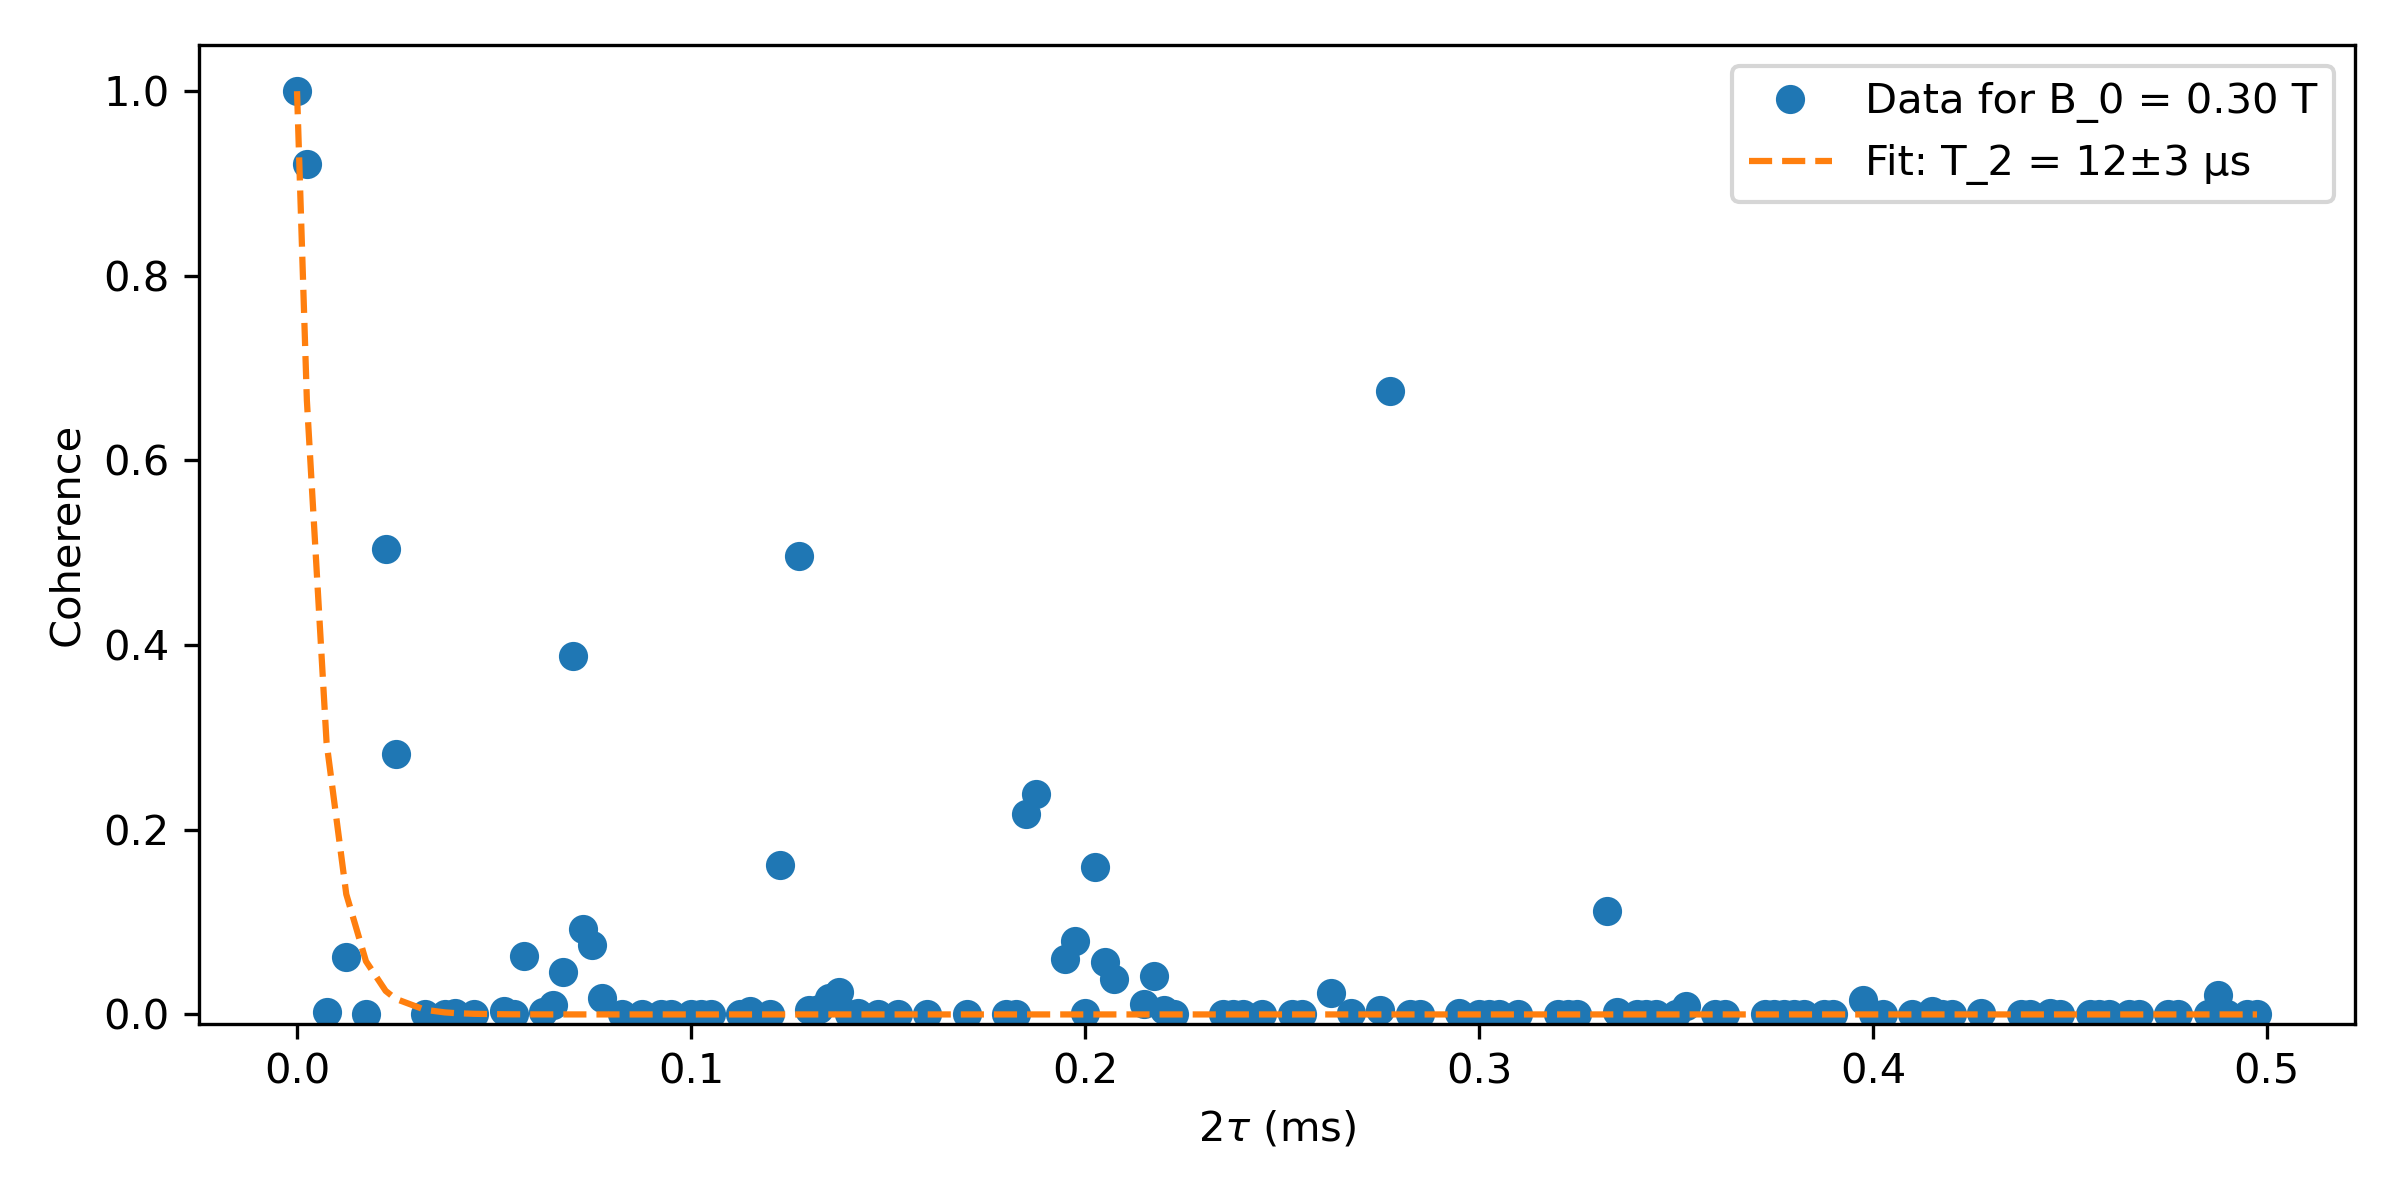 Data for B_0 = 0.30 T
Fit: T_2 = 12±3 μs
Coherence
1.0
0.8
0.6
0.4
0.2
0.0
0.0 0.1 0.2 0.3 0.4 0.5
2τ (ms)